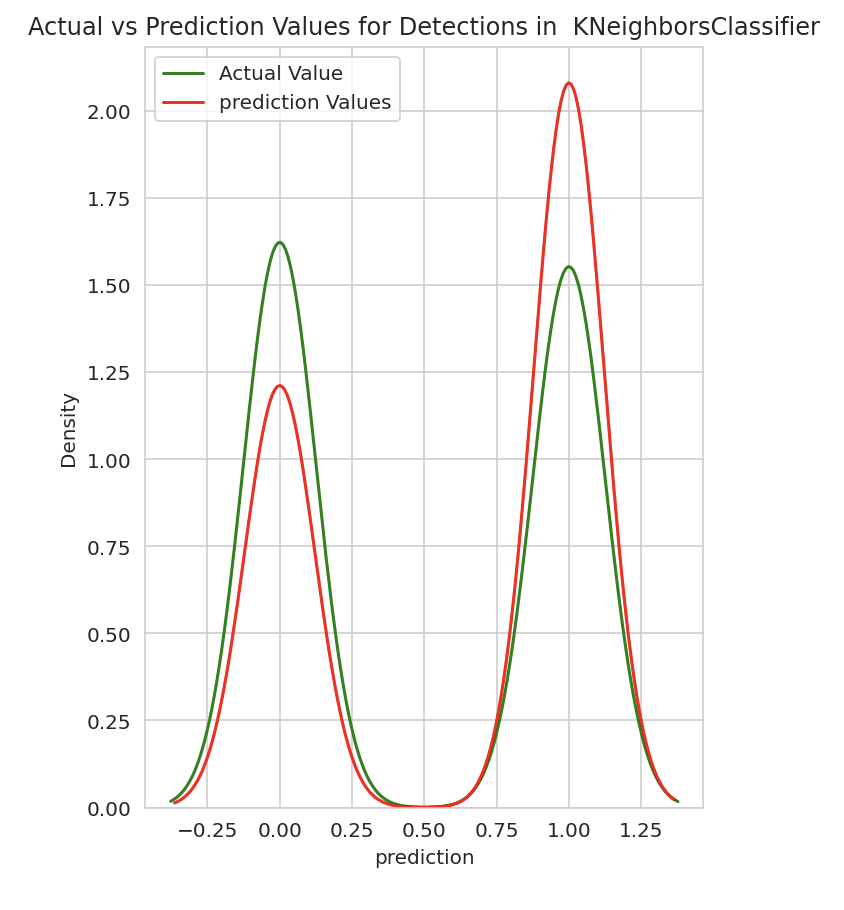 Actual vs Prediction Values for Detections in  KNeighborsClassifier
Actual Value
prediction Values
2.00
1.75
1.50
1.25
1.00
0.75
0.50
0.25
0.00
Density
−0.25 0.00 0.25 0.50 0.75 1.00 1.25
prediction